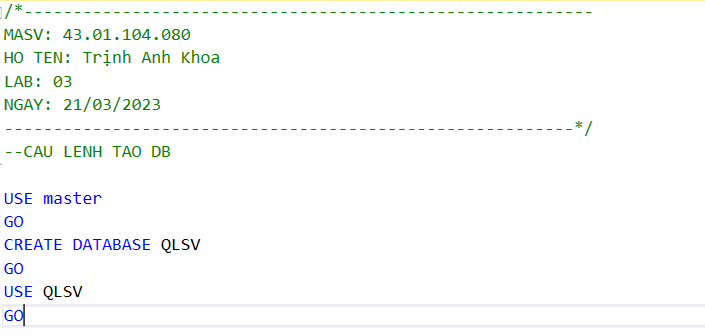 /*----------------------------------------------------------
MASV: 43.01.104.080
HO TEN: Trịnh Anh Khoa
LAB: 03
NGAY: 21/03/2023
----------------------------------------------------------*/
--CAU LENH TAO DB
USE master
GO
CREATE DATABASE QLSV
GO
USE QLSV
GO